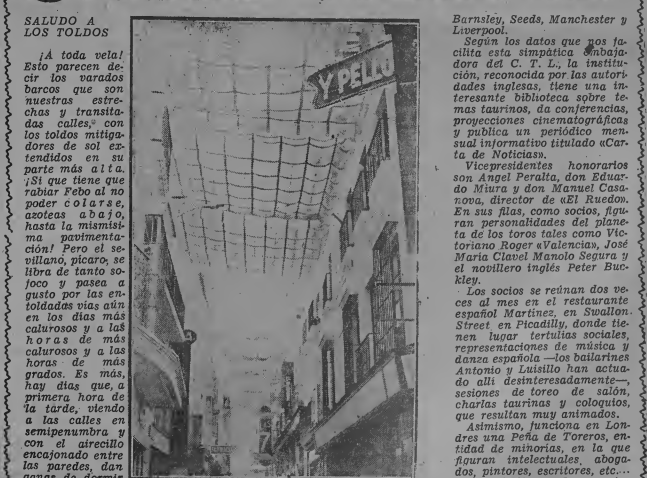 SALUDO A
LOS TOLDOS
¡A toda vela!
Esto parecen de-
cir los varados
barcos que son
nuestras estre-
chas y transita-
das calles, con
los toldos mitiga-
dores de sol ex-
tendidos en su
parte más alta.
¡Si que tiene que
rabiar Febo al no
poder colarse,
azoteas abajo,
hasta la mismísi-
ma pavimenta-
ción! Pero el se-
villano, pícaro, se
libra de tanto so-
foco y pasea a
gusto por las en-
toldadas vías aún
en los días más
calurosos y a las
horas de más
calurosos y a las
horas de más
grados. Es más,
hay días que, a
primera hora de
la tarde, viendo
a las calles en
semipenumbra y
con el airecillo
encajonado entre
las paredes, dan
ganas de dormir
Y PELLO
Barnsley, Seeds, Manchester y
Liverpool.
Según los datos que nos fa-
cilita esta simpática embaja-
dora del C. T. L., la institu-
ción, reconocida por las autori-
dades inglesas, tiene una in-
teresante biblioteca sobre te-
mas taurinos, da conferencias,
proyecciones cinematográficas
y publica un periódico men-
sual informativo titulado «Car-
ta de Noticias».
Vicepresidentes honorarios
son Angel Peralta, don Eduar-
do Miura y don Manuel Casa-
nova, director de «El Ruedo».
En sus filas, como socios, figu-
ran personalidades del plane-
ta de los toros tales como Vic-
toriano Roger «Valencia», José
María Clavel Manolo Segura y
el novillero inglés Peter Buc-
kley.
Los socios se reúnan dos ve-
ces al mes en el restaurante
español Martínez, en Swallon
Street en Picadilly, donde tie-
nen lugar tertulias sociales,
representaciones de música y
danza española —los bailarines
Antonio y Luisillo han actua-
do allí desinteresadamente—,
sesiones de toreo de salón,
charlas taurinas y coloquios,
que resultan muy animados.
Asimismo, funciona en Lon-
dres una Peña de Toreros, en-
tidad de minorías, en la que
figuran intelectuales, aboga-
dos, pintores, escritores, etc....